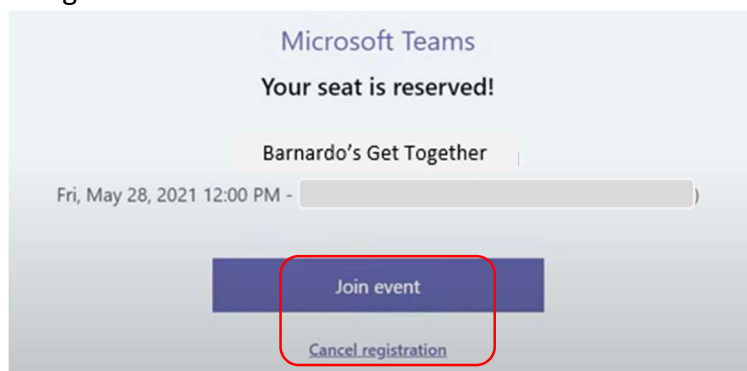 Microsoft Teams
Your seat is reserved!
Barnardo's Get Together
Fri, May 28, 2021 12:00 PM - )
Join event
Cancel registration